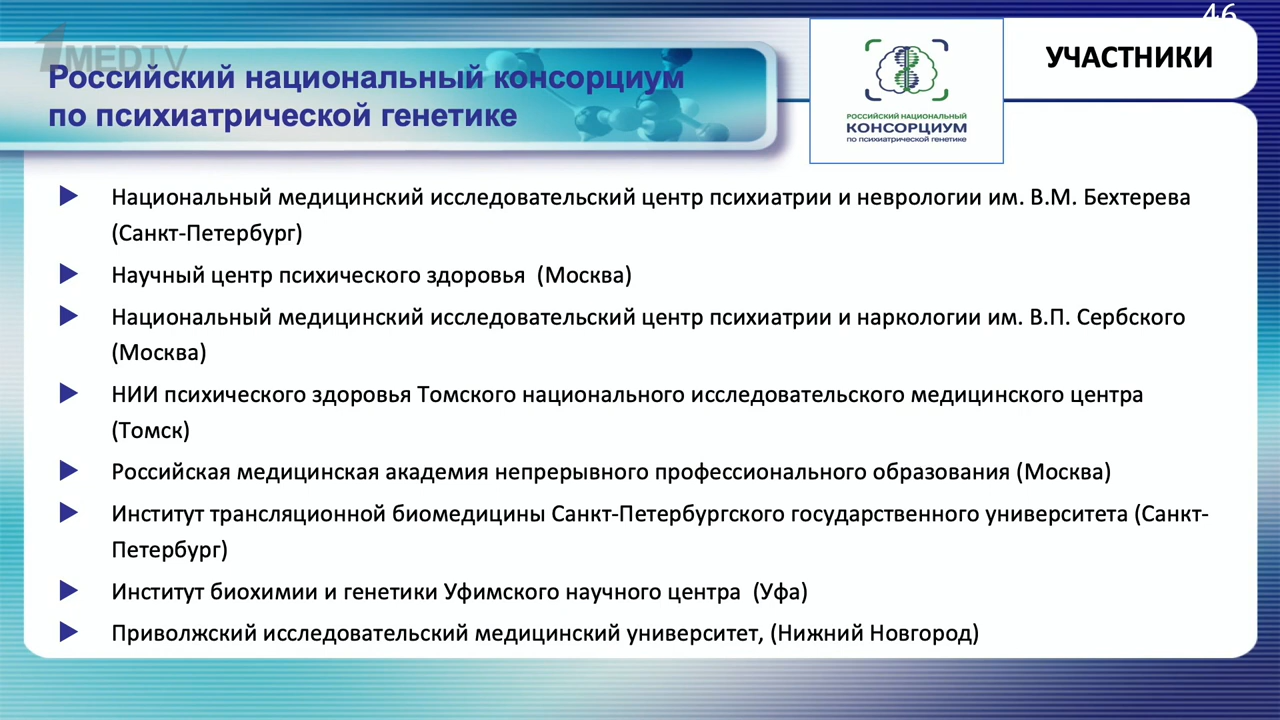 46
1MEDTV
Российский национальный консорциум
по психиатрической генетике
РОССИЙСКИЙ НАЦИОНАЛЬНЫЙ
КОНСОРЦИУМ
по ПСИХИАТРИЧЕСКОЙ ГЕНЕТИКЕ
УЧАСТНИКИ
Национальный медицинский исследовательский центр психиатрии и неврологии им. В.М. Бехтерева
(Санкт-Петербург)
Научный центр психического здоровья (Москва)
Национальный медицинский исследовательский центр психиатрии и наркологии им. В.П. Сербского
(Москва)
НИИ психического здоровья Томского национального исследовательского медицинского центра
(Томск)
Российская медицинская академия непрерывного профессионального образования (Москва)
Институт трансляционной биомедицины Санкт-Петербургского государственного университета (Санкт-
Петербург)
Институт биохимии и генетики Уфимского научного центра (Уфа)
Приволжский исследовательский медицинский университет, (Нижний Новгород)